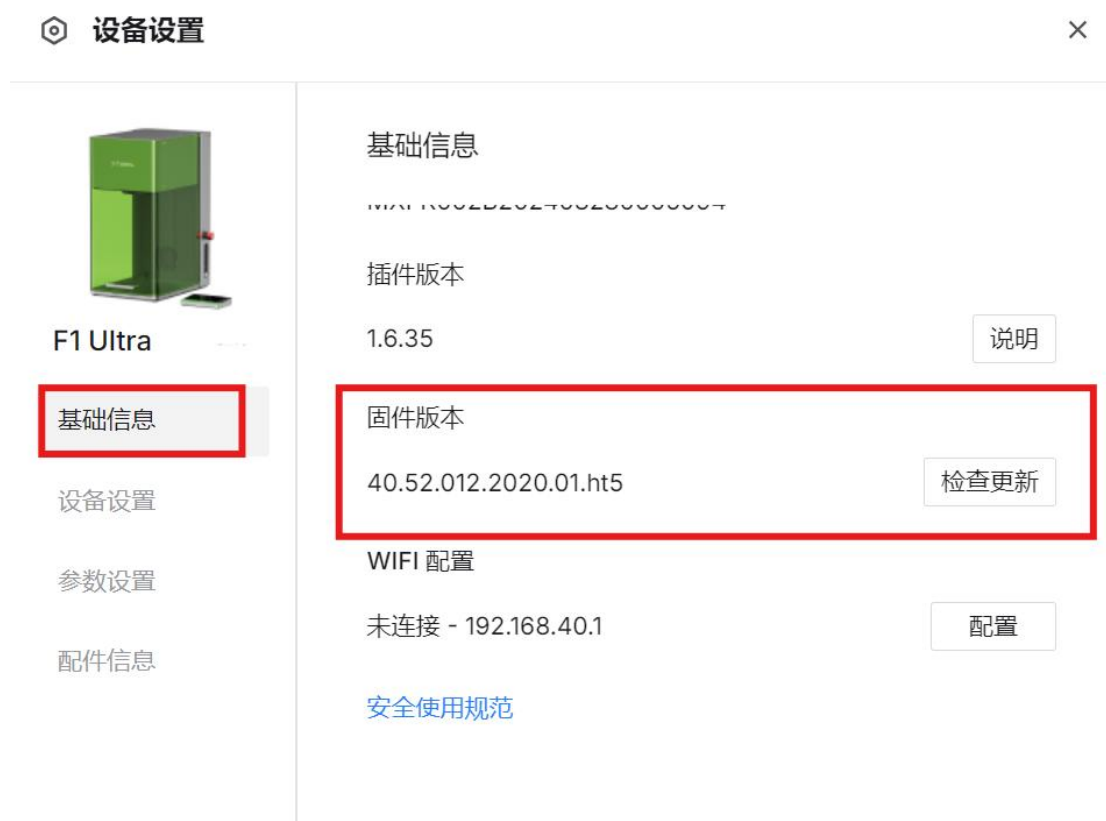 设备设置
基础信息
插件版本
F1 Ultra
1.6.35
说明
基础信息
固件版本
40.52.012.2020.01.ht5
检查更新
设备设置
WIFI 配置
参数设置
未连接 - 192.168.40.1
配置
配件信息
安全使用规范